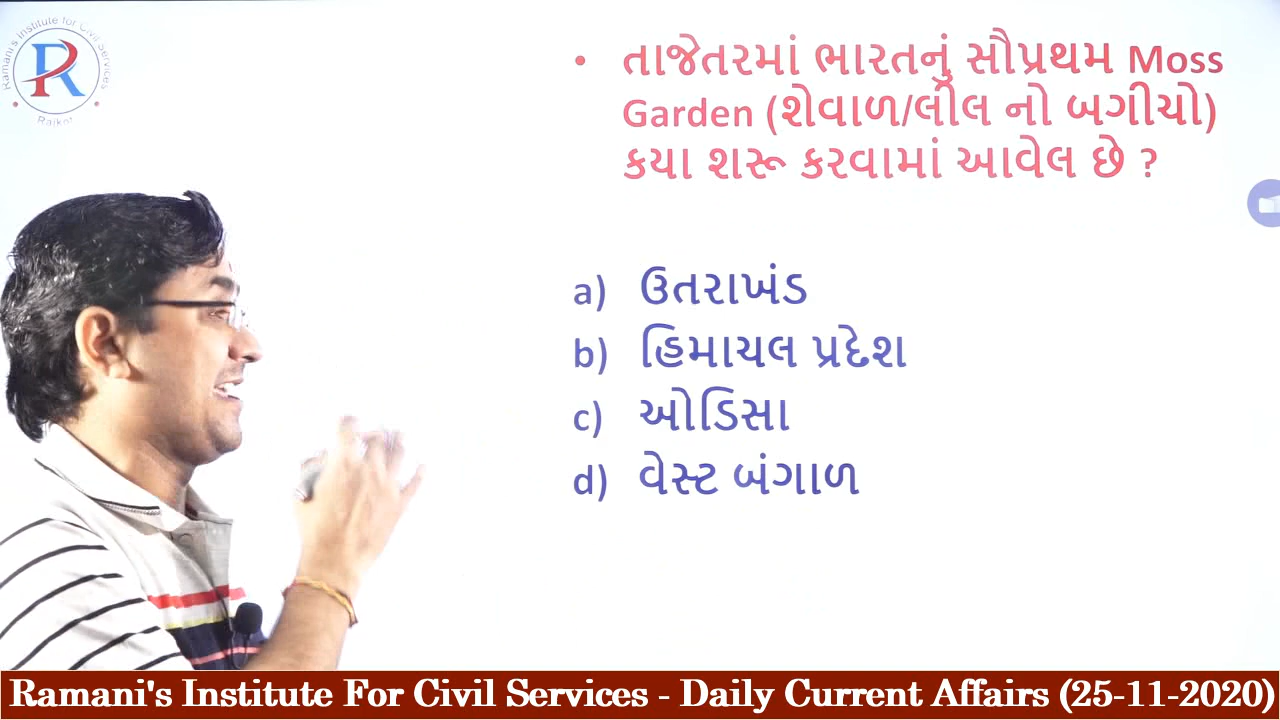 Ramani's Institute for Civil Services
R
Rajkot
• તાજેતરમાં ભારતનું સૌપ્રથમ Moss
Garden (શેવાળ/લીલ નો બગીચો)
કયા શરૂ કરવામાં આવેલ છે ?
a) ઉતરાખંડ
b) હિમાચલ પ્રદેશ
c) ઓડિસા
d) વેસ્ટ બંગાળ
Ramani's Institute For Civil Services - Daily Current Affairs (25-11-2020)